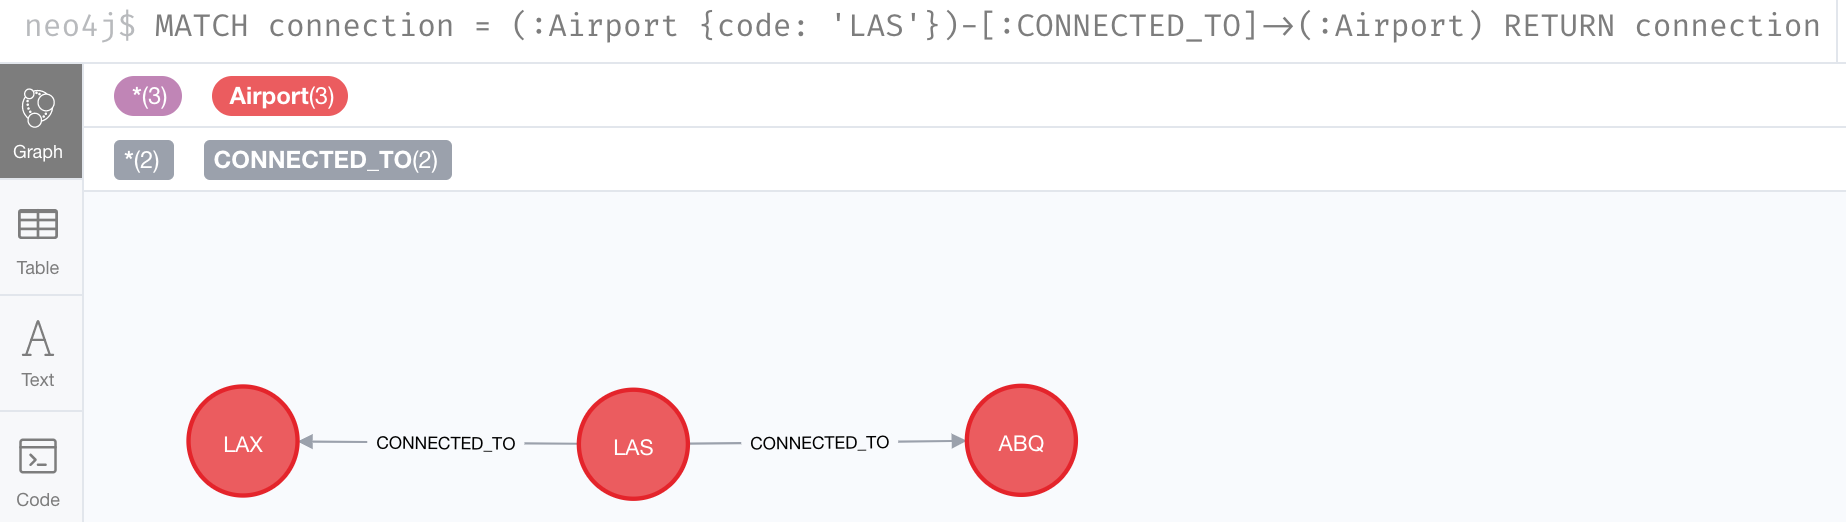 neo4j$ MATCH connection = (:Airport {code: 'LAS'})-[:CONNECTED_TO]->(:Airport) RETURN connection
*(3) Airport(3)
Graph
*(2) CONNECTED_TO(2)
Table
Text
LAX CONNECTED_TO LAS CONNECTED_TO ABQ
Code